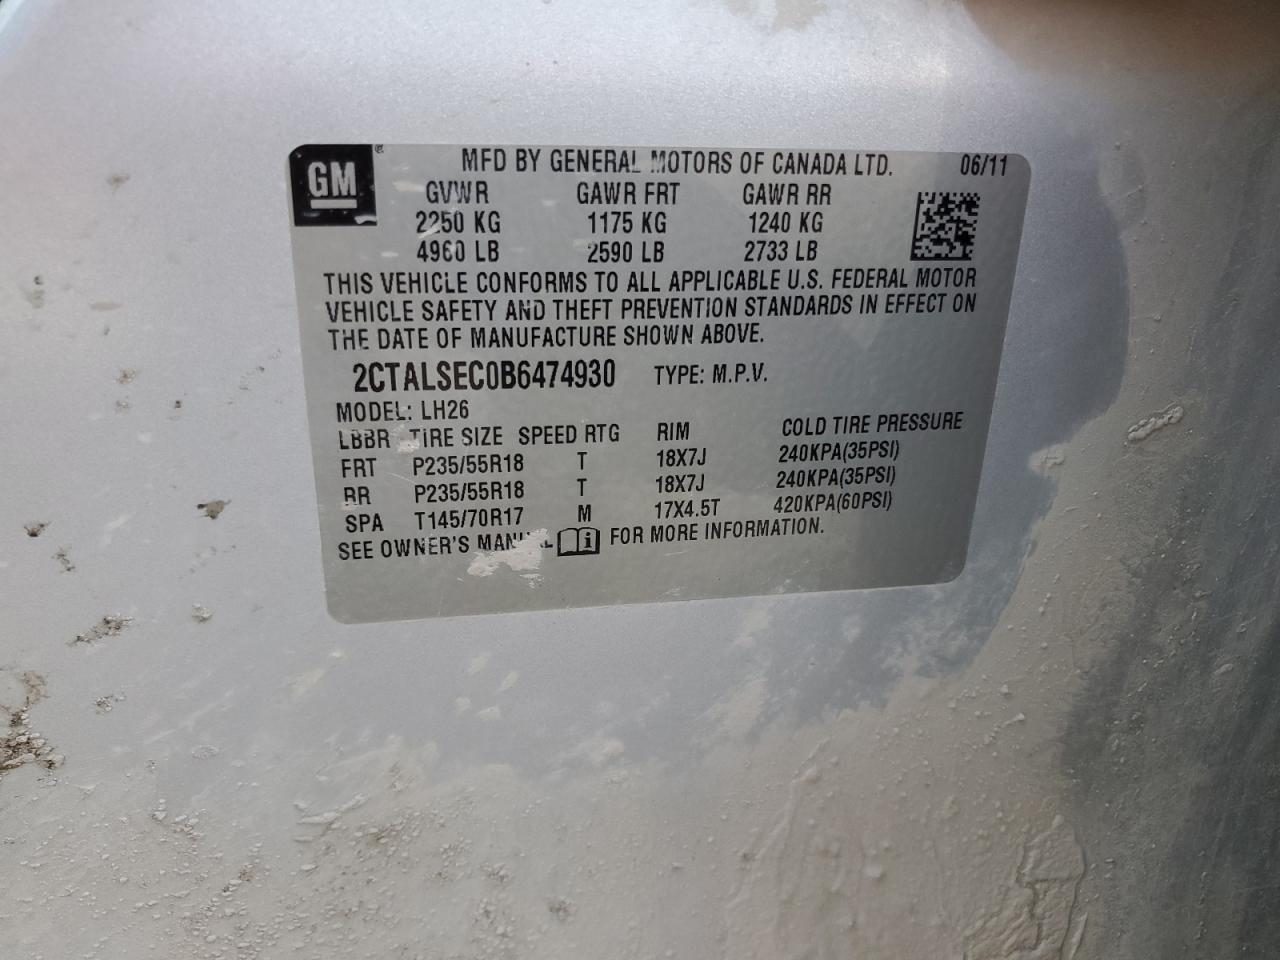 GM ® MFD BY GENERAL MOTORS OF CANADA LTD. 06/11
GVWR GAWR FRT GAWR RR
2250 KG 1175 KG 1240 KG
4960 LB 2590 LB 2733 LB
THIS VEHICLE CONFORMS TO ALL APPLICABLE U.S. FEDERAL MOTOR
VEHICLE SAFETY AND THEFT PREVENTION STANDARDS IN EFFECT ON
THE DATE OF MANUFACTURE SHOWN ABOVE.
2CTALSEC0B6474930 TYPE: M.P.V.
MODEL: LH26
LBBR TIRE SIZE SPEED RTG RIM COLD TIRE PRESSURE
FRT P235/55R18 T 18X7J 240KPA(35PSI)
RR P235/55R18 T 18X7J 240KPA(35PSI)
SPA T145/70R17 M 17X4.5T 420KPA(60PSI)
SEE OWNER'S MANUAL i FOR MORE INFORMATION.